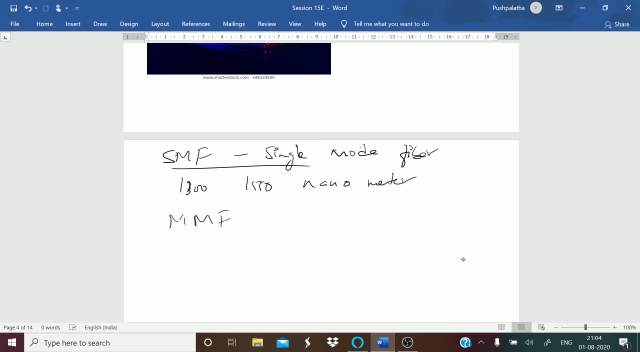 Session 15E - Word
Pushpalatha
P
File
Home
Insert
Draw
Design
Layout
References
Mailings
Review
View
Help
Tell me what you want to do
Share
www.shutterstock.com · 546124540
SMF – Single mode fiber
1300 1550 nano meter
MMF
Page 4 of 14
0 words
English (India)
100%
Type here to search
ENG
21:04
01-08-2020